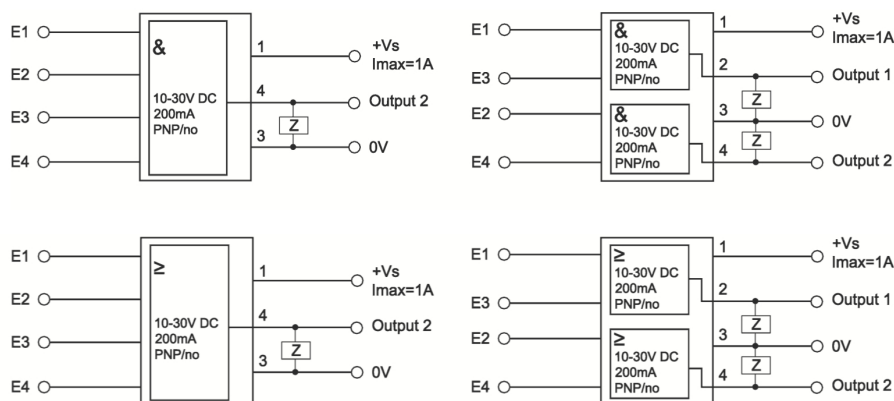 E1
E2
E3
E4
&
10-30V DC
200mA
PNP/no
1
4
3
+Vs
Imax=1A
Output 2
0V
Z
E1
E3
E2
E4
&
10-30V DC
200mA
PNP/no
&
10-30V DC
200mA
PNP/no
1
2
3
4
+Vs
Imax=1A
Output 1
0V
Output 2
Z
Z
E1
E2
E3
E4
≥
10-30V DC
200mA
PNP/no
1
4
3
+Vs
Imax=1A
Output 2
0V
Z
E1
E3
E2
E4
≥
10-30V DC
200mA
PNP/no
≥
10-30V DC
200mA
PNP/no
1
2
3
4
+Vs
Imax=1A
Output 1
0V
Output 2
Z
Z